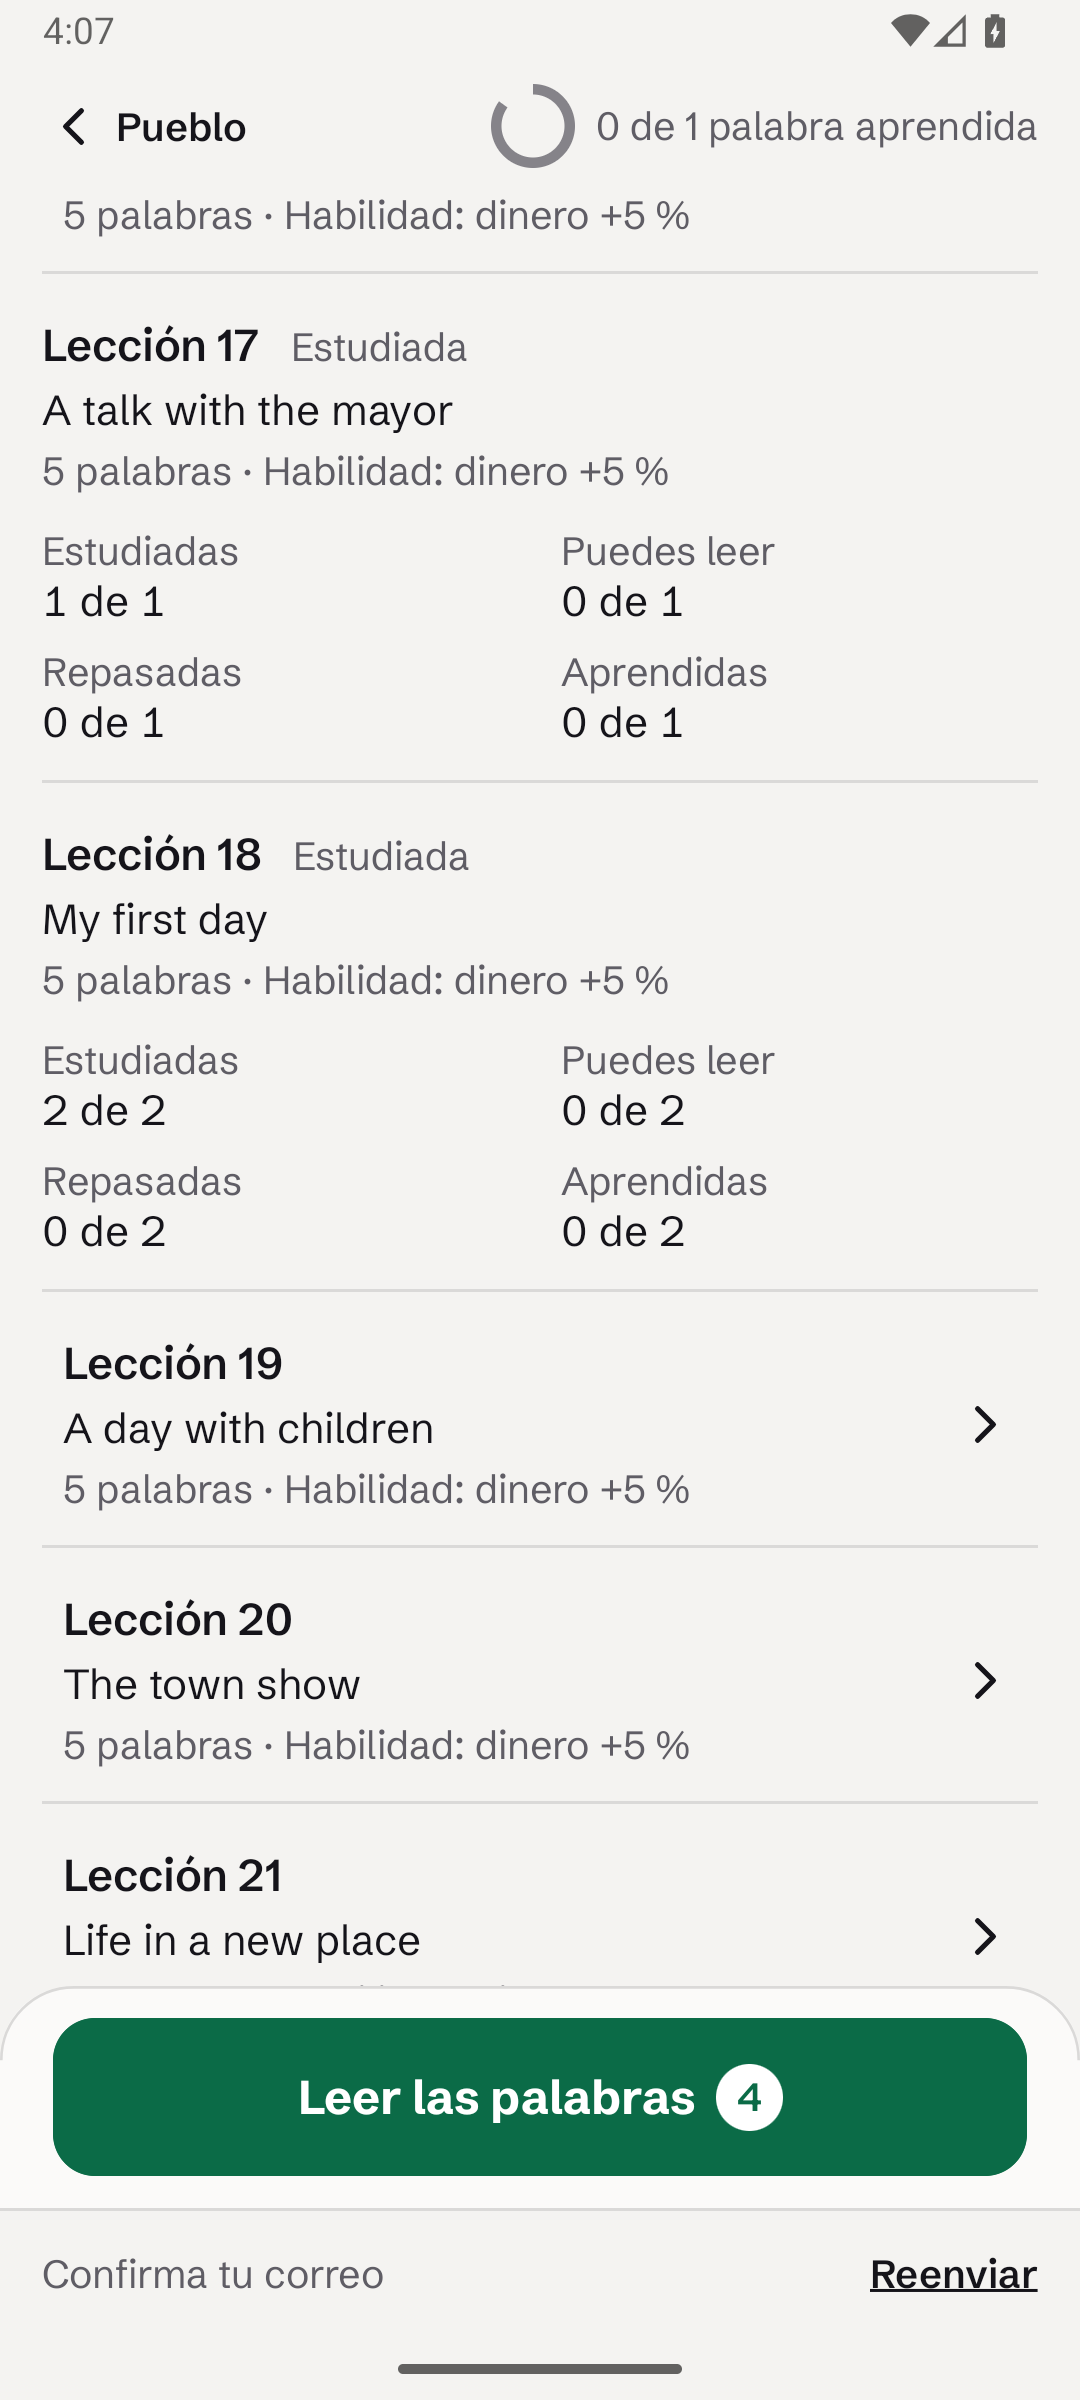 4:07
Pueblo
0 de 1 palabra aprendida
5 palabras · Habilidad: dinero +5 %
Lección 17 Estudiada
A talk with the mayor
5 palabras · Habilidad: dinero +5 %
Estudiadas Puedes leer
1 de 1 0 de 1
Repasadas Aprendidas
0 de 1 0 de 1
Lección 18 Estudiada
My first day
5 palabras · Habilidad: dinero +5 %
Estudiadas Puedes leer
2 de 2 0 de 2
Repasadas Aprendidas
0 de 2 0 de 2
Lección 19
A day with children
5 palabras · Habilidad: dinero +5 %
Lección 20
The town show
5 palabras · Habilidad: dinero +5 %
Lección 21
Life in a new place
Leer las palabras 4
Confirma tu correo Reenviar